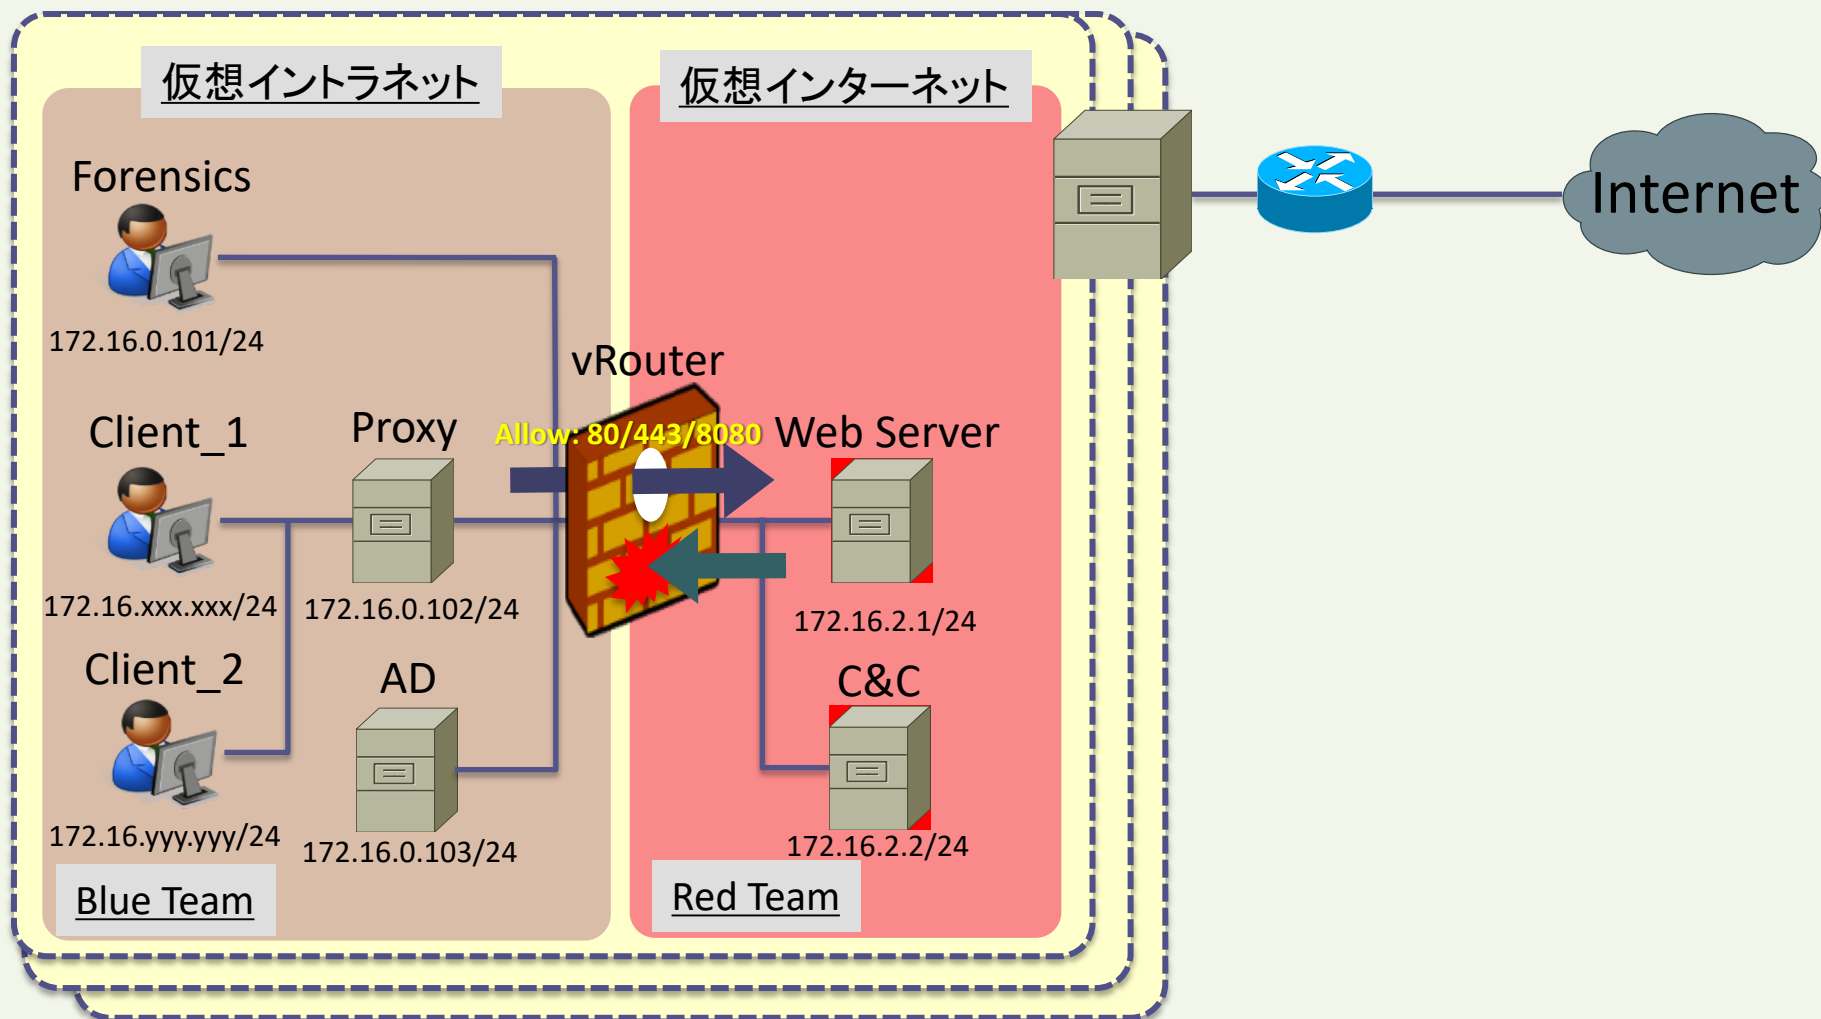 仮想イントラネット
仮想インターネット
Forensics
172.16.0.101/24
Internet
vRouter
Client_1
Proxy
Allow: 80/443/8080
Web Server
172.16.xxx.xxx/24
172.16.0.102/24
172.16.2.1/24
Client_2
AD
C&C
172.16.yyy.yyy/24
172.16.0.103/24
172.16.2.2/24
Blue Team
Red Team